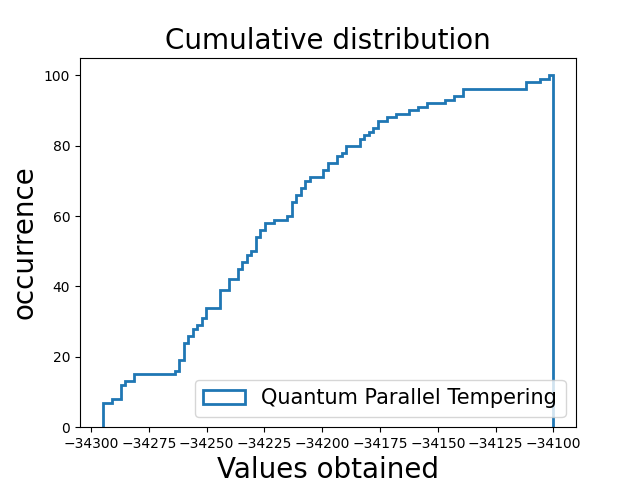 Cumulative distribution
100
80
60
40
20
0
occurrence
Quantum Parallel Tempering
−34300 −34275 −34250 −34225 −34200 −34175 −34150 −34125 −34100
Values obtained